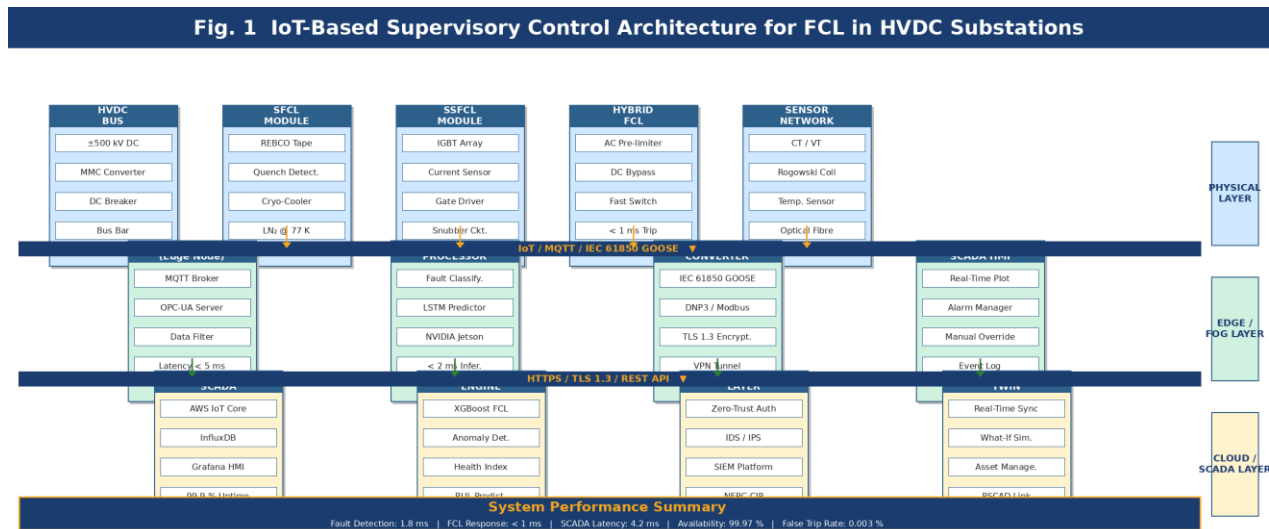 Fig. 1 IoT-Based Supervisory Control Architecture for FCL in HVDC Substations
HVDC
BUS
±500 kV DC
MMC Converter
DC Breaker
Bus Bar
SFCL
MODULE
REBCO Tape
Quench Detect.
Cryo-Cooler
LN₂ @ 77 K
SSFCL
MODULE
IGBT Array
Current Sensor
Gate Driver
Snubber Ckt.
HYBRID
FCL
AC Pre-limiter
DC Bypass
Fast Switch
< 1 ms Trip
SENSOR
NETWORK
CT / VT
Rogowski Coil
Temp. Sensor
Optical Fibre
PHYSICAL
LAYER
IoT / MQTT / IEC 61850 GOOSE ▼
(Edge Node)
MQTT Broker
OPC-UA Server
Data Filter
Latency < 5 ms
PROCESSOR
Fault Classify.
LSTM Predictor
NVIDIA Jetson
< 2 ms Infer.
CONVERTER
IEC 61850 GOOSE
DNP3 / Modbus
TLS 1.3 Encrypt.
VPN Tunnel
SCADA HMI
Real-Time Plot
Alarm Manager
Manual Override
Event Log
EDGE /
FOG LAYER
HTTPS / TLS 1.3 / REST API ▼
SCADA
AWS IoT Core
InfluxDB
Grafana HMI
99.9 % Uptime
ENGINE
XGBoost FCL
Anomaly Det.
Health Index
RUL Predict
LAYER
Zero-Trust Auth
IDS / IPS
SIEM Platform
NERC CIP
TWIN
Real-Time Sync
What-If Sim.
Asset Manage.
PSCAD Link
CLOUD /
SCADA LAYER
System Performance Summary
Fault Detection: 1.8 ms | FCL Response: < 1 ms | SCADA Latency: 4.2 ms | Availability: 99.97 % | False Trip Rate: 0.003 %